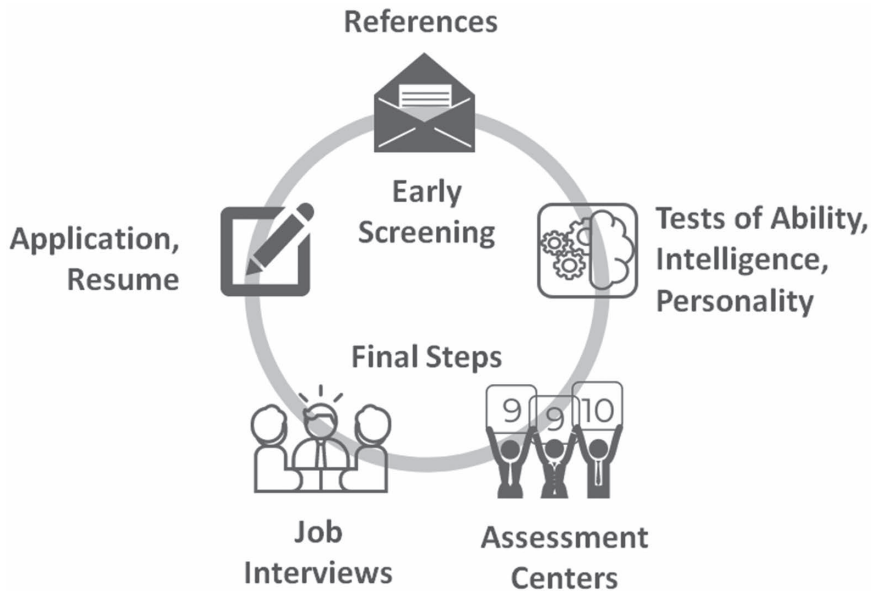 References
Early
Screening
Application,
Resume
Tests of Ability,
Intelligence,
Personality
Final Steps
9
9
10
Job
Interviews
Assessment
Centers